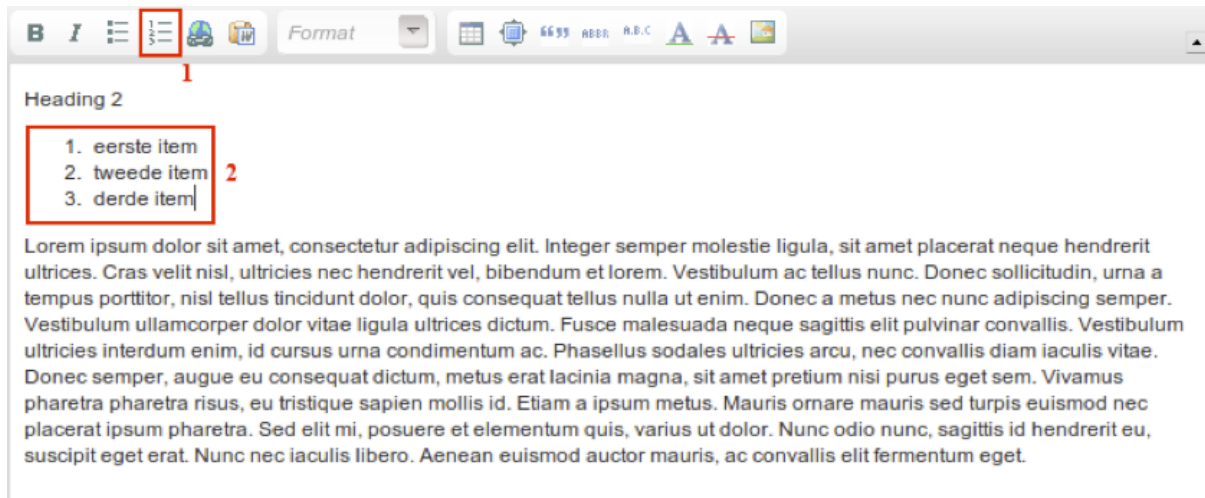 B I Format 6699 ABBR A.B.C A A
1
Heading 2
1. eerste item
2. tweede item 2
3. derde item
Lorem ipsum dolor sit amet, consectetur adipiscing elit. Integer semper molestie ligula, sit amet placerat neque hendrerit
ultrices. Cras velit nisl, ultricies nec hendrerit vel, bibendum et lorem. Vestibulum ac tellus nunc. Donec sollicitudin, urna a
tempus porttitor, nisl tellus tincidunt dolor, quis consequat tellus nulla ut enim. Donec a metus nec nunc adipiscing semper.
Vestibulum ullamcorper dolor vitae ligula ultrices dictum. Fusce malesuada neque sagittis elit pulvinar convallis. Vestibulum
ultricies interdum enim, id cursus urna condimentum ac. Phasellus sodales ultricies arcu, nec convallis diam iaculis vitae.
Donec semper, augue eu consequat dictum, metus erat lacinia magna, sit amet pretium nisi purus eget sem. Vivamus
pharetra pharetra risus, eu tristique sapien mollis id. Etiam a ipsum metus. Mauris ornare mauris sed turpis euismod nec
placerat ipsum pharetra. Sed elit mi, posuere et elementum quis, varius ut dolor. Nunc odio nunc, sagittis id hendrerit eu,
suscipit eget erat. Nunc nec iaculis libero. Aenean euismod auctor mauris, ac convallis elit fermentum eget.